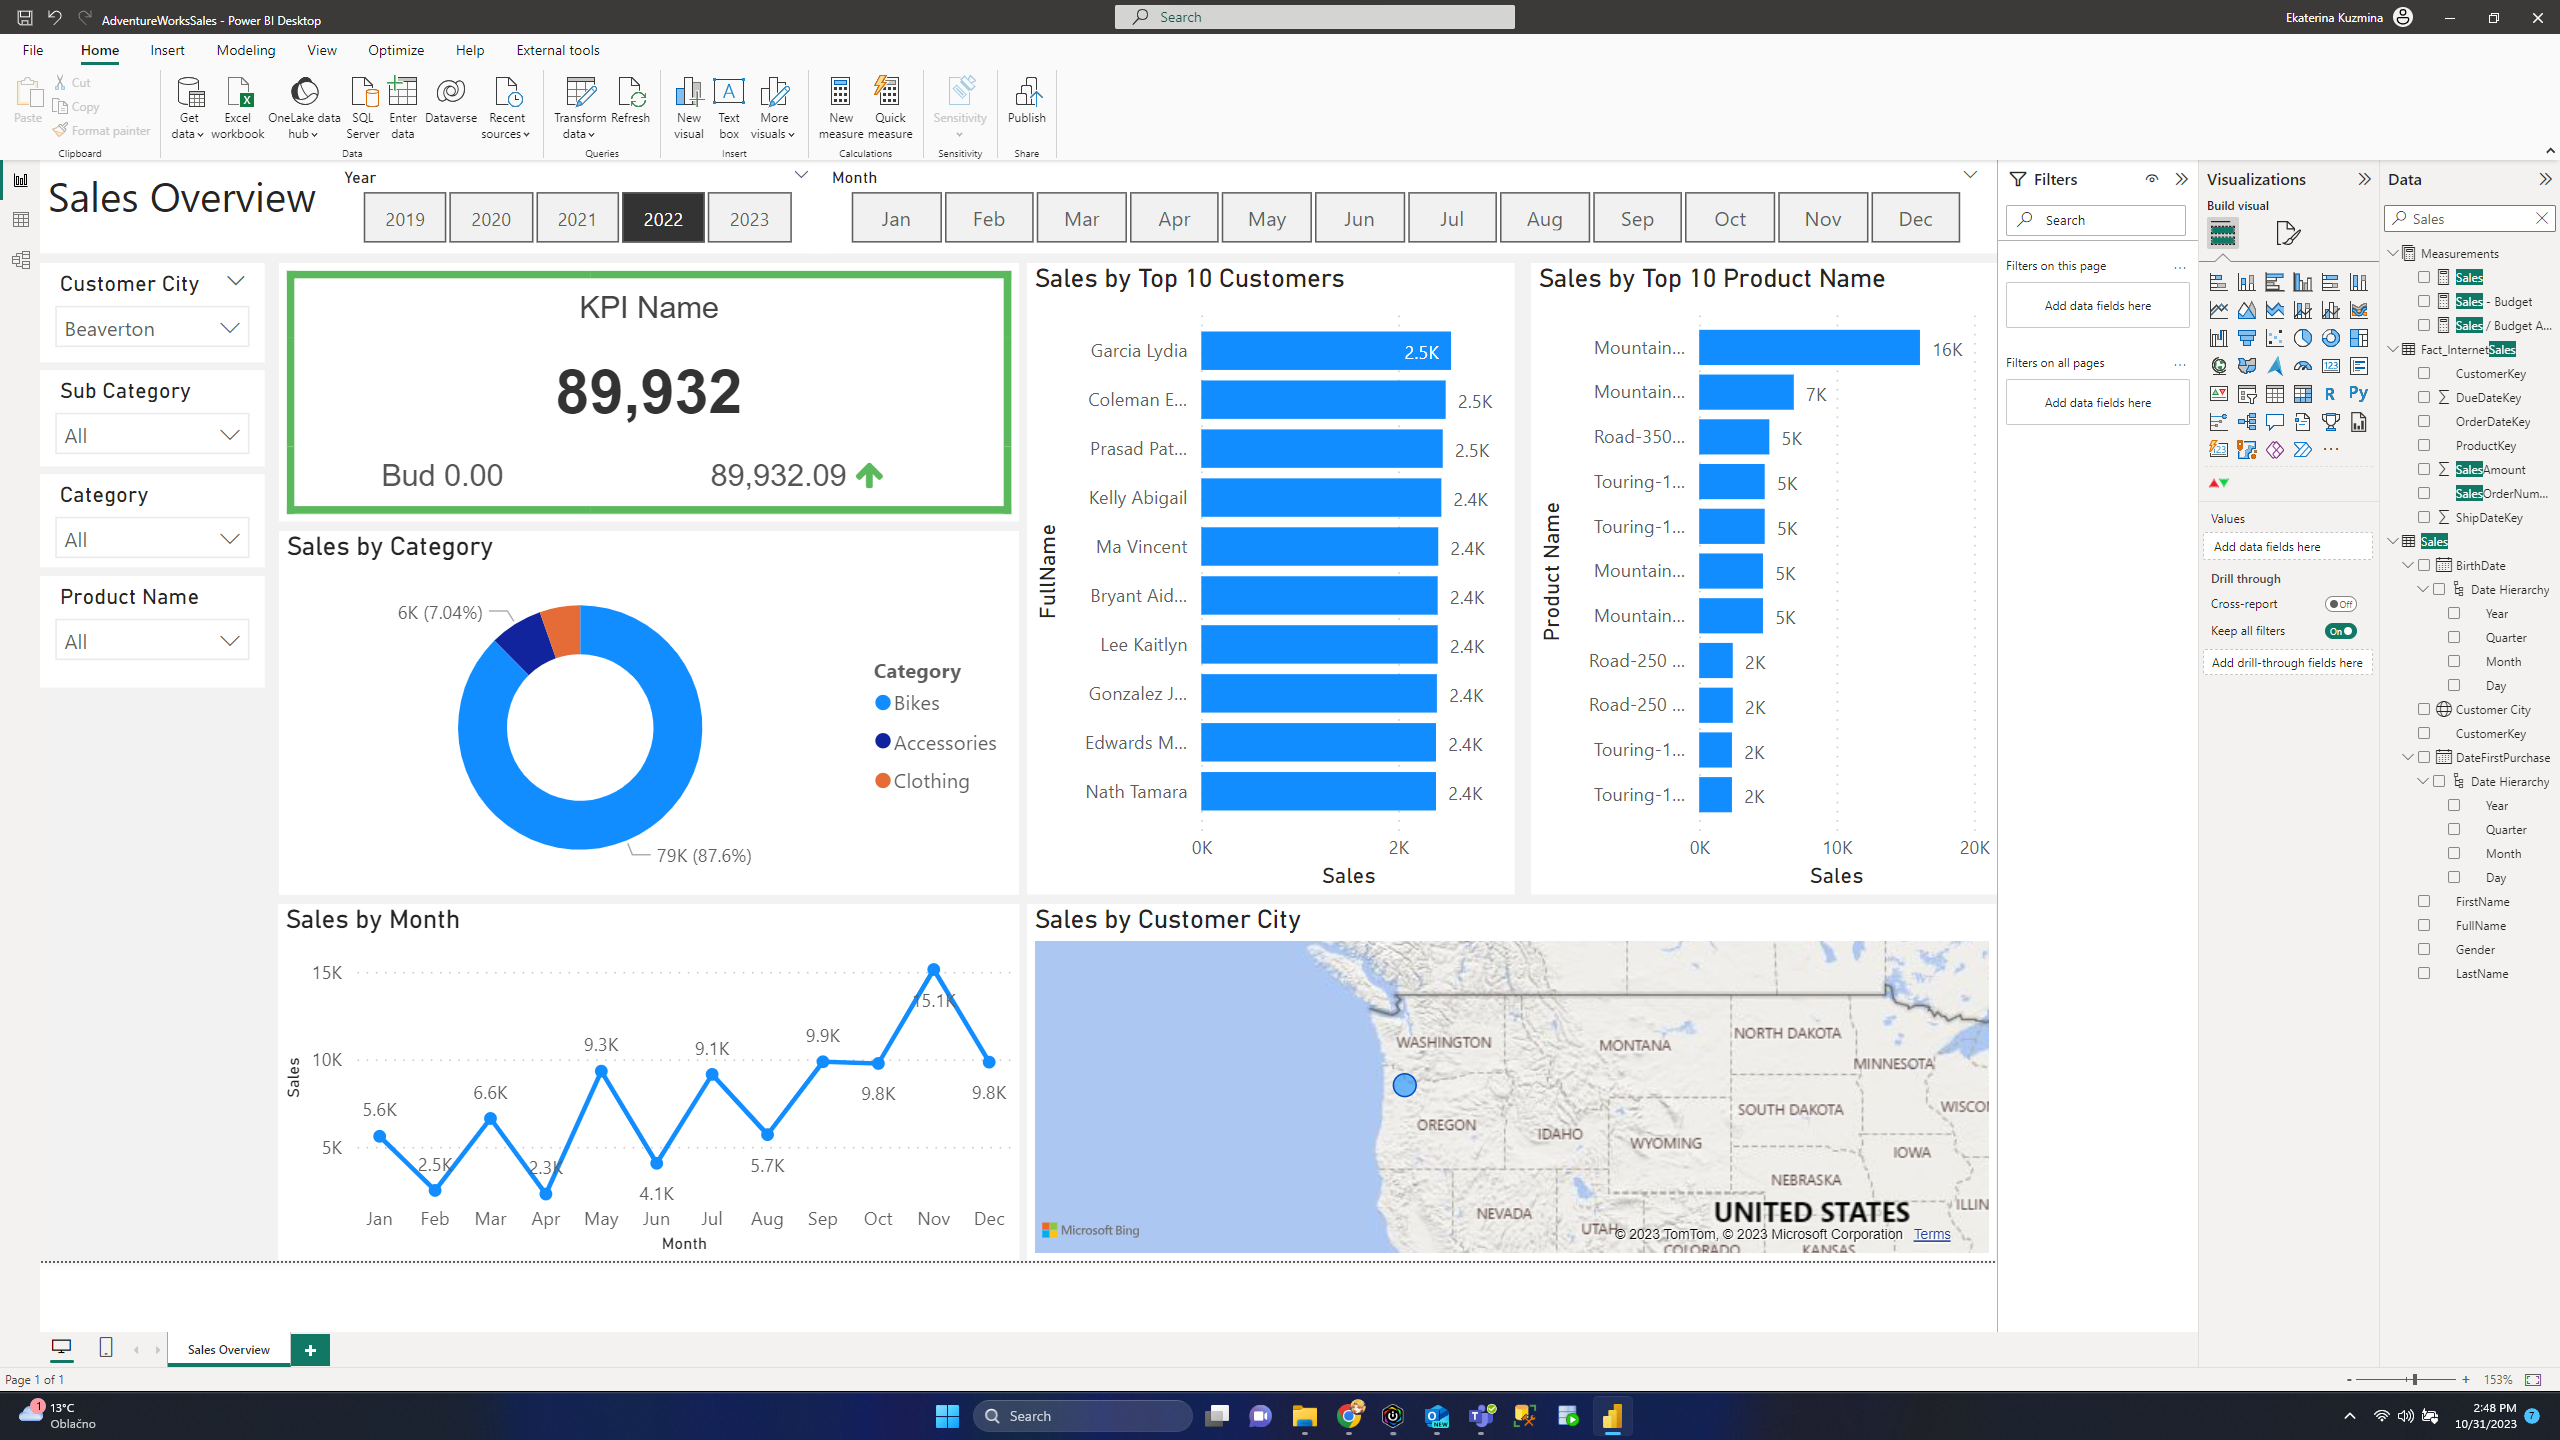 AdventureWorksSales - Power BI Desktop
Search
Ekaterina Kuzmina
File Home Insert Modeling View Optimize Help External tools
Paste
Cut
Copy
Format painter
Clipboard
Get data
Excel workbook
OneLake data hub
SQL Server
Enter data
Dataverse
Recent sources
Data
Transform data
Refresh
Queries
New visual
Text box
More visuals
Insert
New measure
Quick measure
Calculations
Sensitivity
Sensitivity
Publish
Share
Sales Overview
Year
2019 2020 2021 2022 2023
Month
Jan Feb Mar Apr May Jun Jul Aug Sep Oct Nov Dec
Customer City
Beaverton
Sub Category
All
Category
All
Product Name
All
KPI Name
89,932
Bud 0.00 89,932.09
Sales by Category
6K (7.04%)
79K (87.6%)
Category
Bikes
Accessories
Clothing
Sales by Top 10 Customers
FullName
Garcia Lydia 2.5K
Coleman E... 2.5K
Prasad Pat... 2.5K
Kelly Abigail 2.4K
Ma Vincent 2.4K
Bryant Aid... 2.4K
Lee Kaitlyn 2.4K
Gonzalez J... 2.4K
Edwards M... 2.4K
Nath Tamara 2.4K
0K 2K
Sales
Sales by Top 10 Product Name
Product Name
Mountain... 16K
Mountain... 7K
Road-350... 5K
Touring-1... 5K
Touring-1... 5K
Mountain... 5K
Mountain... 5K
Road-250 ... 2K
Road-250 ... 2K
Touring-1... 2K
Touring-1... 2K
0K 10K 20K
Sales
Sales by Month
Sales
15K
10K
5K
5.6K
2.5K
6.6K
2.3K
9.3K
4.1K
9.1K
5.7K
9.9K
9.8K
15.1K
9.8K
Jan Feb Mar Apr May Jun Jul Aug Sep Oct Nov Dec
Month
Sales by Customer City
WASHINGTON
MONTANA
NORTH DAKOTA
MINNESOTA
OREGON
IDAHO
SOUTH DAKOTA
WISCO
WYOMING
IOWA
NEBRASKA
NEVADA
UTAH
UNITED STATES
ILLIN
COLORADO
KANSAS
Microsoft Bing
© 2023 TomTom, © 2023 Microsoft Corporation Terms
Filters
Search
Filters on this page
...
Add data fields here
Filters on all pages
...
Add data fields here
Visualizations
Build visual
123
R
Py
123
...
Values
Add data fields here
Drill through
Cross-report Off
Keep all filters On
Add drill-through fields here
Data
Sales
Measurements
Sales
Sales - Budget
Sales / Budget A...
Fact_InternetSales
CustomerKey
DueDateKey
OrderDateKey
ProductKey
SalesAmount
SalesOrderNum...
ShipDateKey
Sales
BirthDate
Date Hierarchy
Year
Quarter
Month
Day
Customer City
CustomerKey
DateFirstPurchase
Date Hierarchy
Year
Quarter
Month
Day
FirstName
FullName
Gender
LastName
Sales Overview
+
Page 1 of 1
- + 153%
1
13°C
Oblačno
Search
NEW
2:48 PM
10/31/2023
7